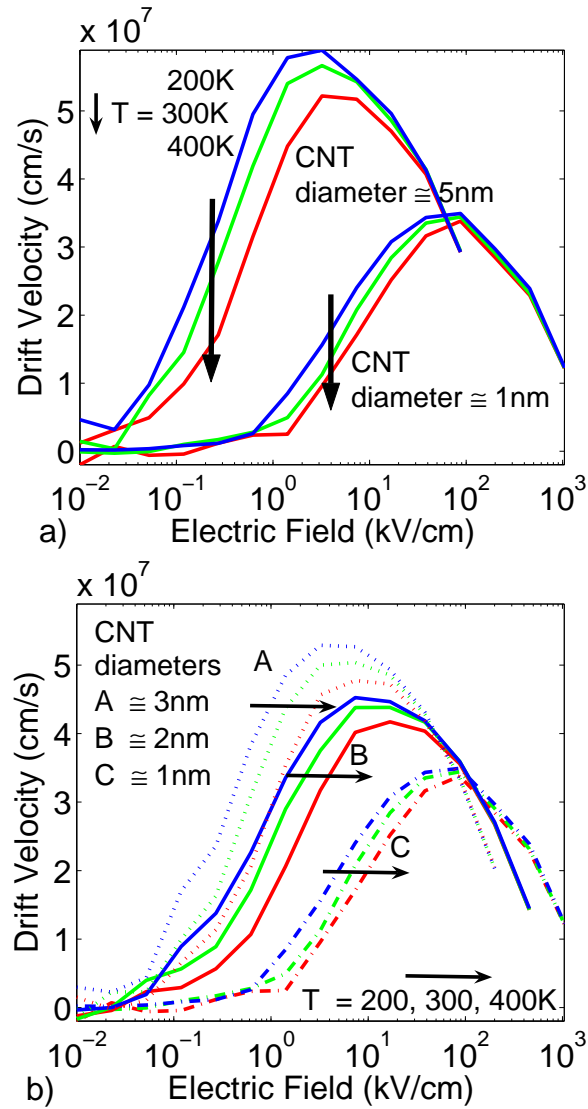 x 10^7
200K
T = 300K
400K
CNT
diameter ≅ 5nm
CNT
diameter ≅ 1nm
Drift Velocity (cm/s)
5
4
3
2
1
0
10^−2 10^−1 10^0 10^1 10^2 10^3
a) Electric Field (kV/cm)
x 10^7
CNT
diameters
A ≅ 3nm
B ≅ 2nm
C ≅ 1nm
A
B
C
T = 200, 300, 400K
Drift Velocity (cm/s)
5
4
3
2
1
0
10^−2 10^−1 10^0 10^1 10^2 10^3
b) Electric Field (kV/cm)